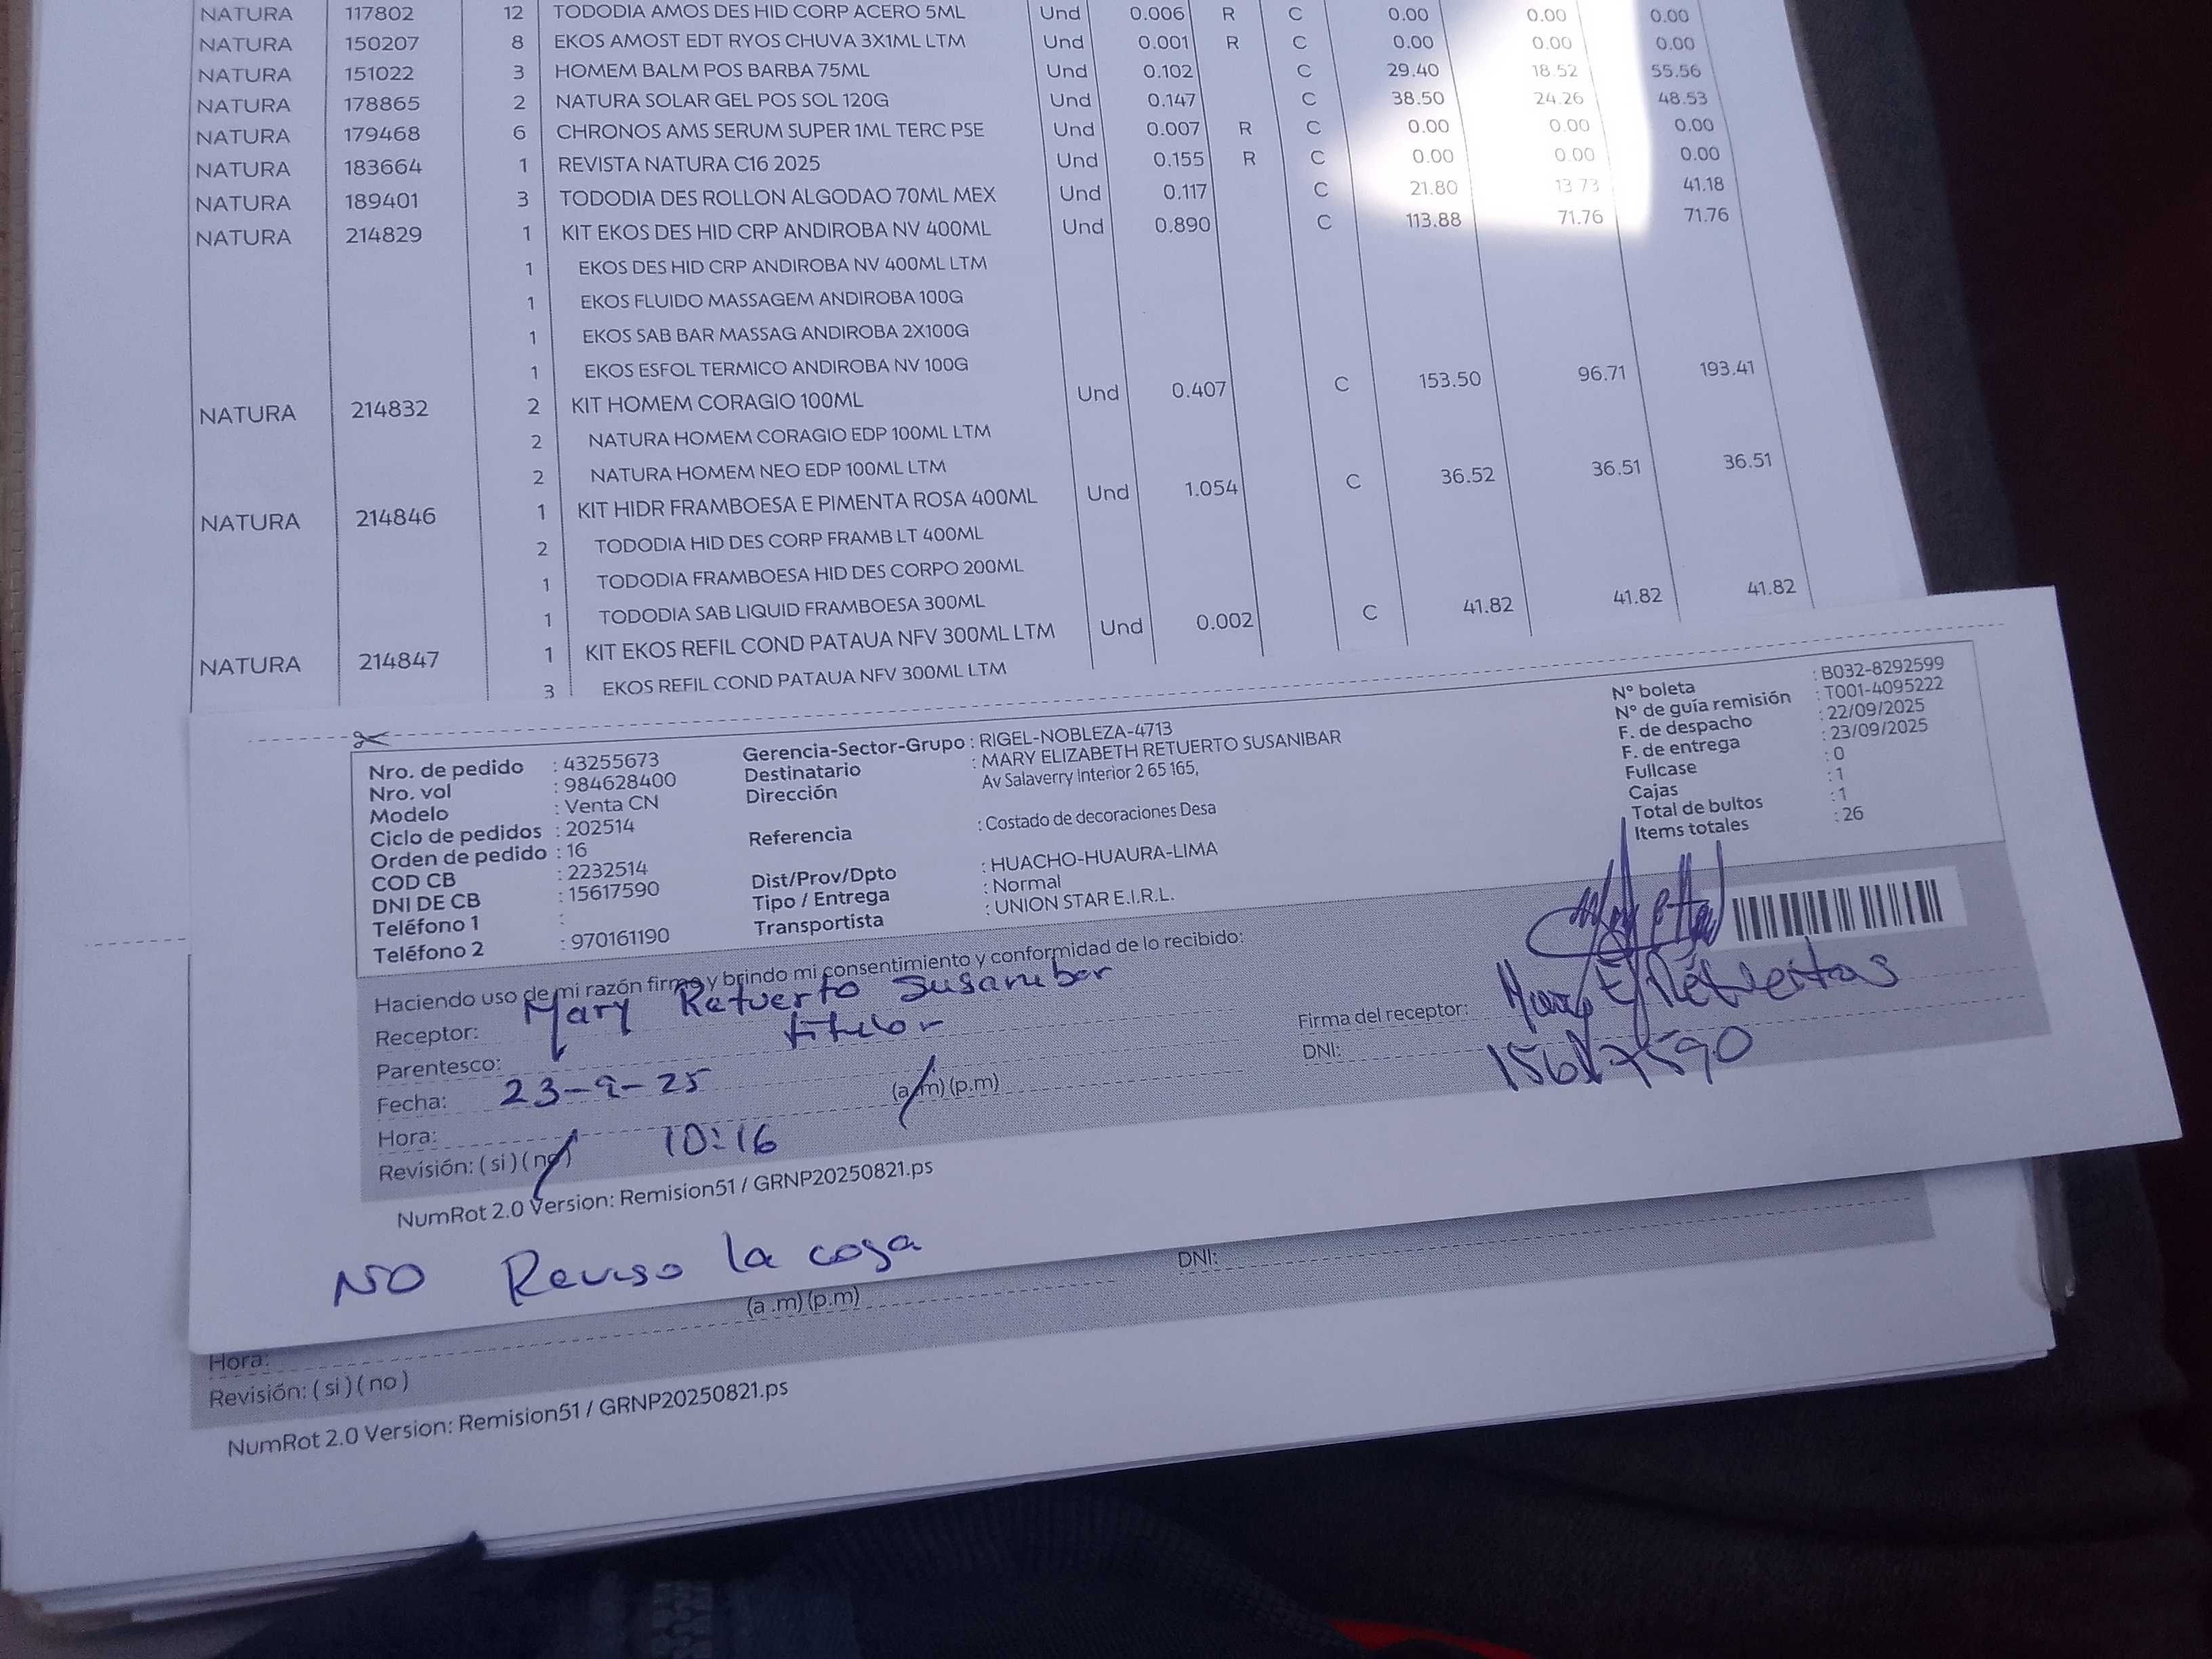 NATURA 117802 12 TODODIA AMOS DES HID CORP ACERO 5ML Und 0.006 R C 0.00 0.00 0.00
NATURA 150207 8 EKOS AMOST EDT RYOS CHUVA 3X1ML LTM Und 0.001 R C 0.00 0.00 0.00
NATURA 151022 3 HOMEM BALM POS BARBA 75ML Und 0.102 C 29.40 18.52 55.56
NATURA 178865 2 NATURA SOLAR GEL POS SOL 120G Und 0.147 C 38.50 24.26 48.53
NATURA 179468 6 CHRONOS AMS SERUM SUPER 1ML TERC PSE Und 0.007 R C 0.00 0.00 0.00
NATURA 183664 1 REVISTA NATURA C16 2025 Und 0.155 R C 0.00 0.00 0.00
NATURA 189401 3 TODODIA DES ROLLON ALGODAO 70ML MEX Und 0.117 C 21.80 13.73 41.18
NATURA 214829 1 KIT EKOS DES HID CRP ANDIROBA NV 400ML Und 0.890 C 113.88 71.76 71.76
1 EKOS DES HID CRP ANDIROBA NV 400ML LTM
1 EKOS FLUIDO MASSAGEM ANDIROBA 100G
1 EKOS SAB BAR MASSAG ANDIROBA 2X100G
1 EKOS ESFOL TERMICO ANDIROBA NV 100G
NATURA 214832 2 KIT HOMEM CORAGIO 100ML Und 0.407 C 153.50 96.71 193.41
2 NATURA HOMEM CORAGIO EDP 100ML LTM
2 NATURA HOMEM NEO EDP 100ML LTM
NATURA 214846 1 KIT HIDR FRAMBOESA E PIMENTA ROSA 400ML Und 1.054 C 36.52 36.51 36.51
2 TODODIA HID DES CORP FRAMB LT 400ML
1 TODODIA FRAMBOESA HID DES CORPO 200ML
1 TODODIA SAB LIQUID FRAMBOESA 300ML
NATURA 214847 1 KIT EKOS REFIL COND PATAUA NFV 300ML LTM Und 0.002 C 41.82 41.82 41.82
3 EKOS REFIL COND PATAUA NFV 300ML LTM
Nro. de pedido : 43255673
Nro. vol : 984628400
Modelo : Venta CN
Ciclo de pedidos : 202514
Orden de pedido : 16
COD CB : 2232514
DNI DE CB : 15617590
Teléfono 1 :
Teléfono 2 : 970161190
Gerencia-Sector-Grupo : RIGEL-NOBLEZA-4713
Destinatario : MARY ELIZABETH RETUERTO SUSANIBAR
Dirección Av Salaverry Interior 2 65 165,
Referencia : Costado de decoraciones Desa
Dist/Prov/Dpto : HUACHO-HUAURA-LIMA
Tipo / Entrega : Normal
Transportista : UNION STAR E.I.R.L.
N° boleta : B032-8292599
N° de guía remisión : T001-4095222
F. de despacho : 22/09/2025
F. de entrega : 23/09/2025
Fullcase : 0
Cajas : 1
Total de bultos : 1
Items totales : 26
Haciendo uso de mi razón firmo y brindo mi consentimiento y conformidad de lo recibido:
Receptor: Mary Retuerto Susanibar
Parentesco: titular
Fecha: 23-9-25 (a.m) (p.m)
Hora: 10:16
Revisión: ( si ) ( no )
Firma del receptor:
DNI: 15617590
NumRot 2.0 Version: Remision51 / GRNP20250821.ps
NO Reviso la caja
DNI:
(a .m) (p.m)
Hora:
Revisión: ( si ) ( no )
NumRot 2.0 Version: Remision51 / GRNP20250821.ps